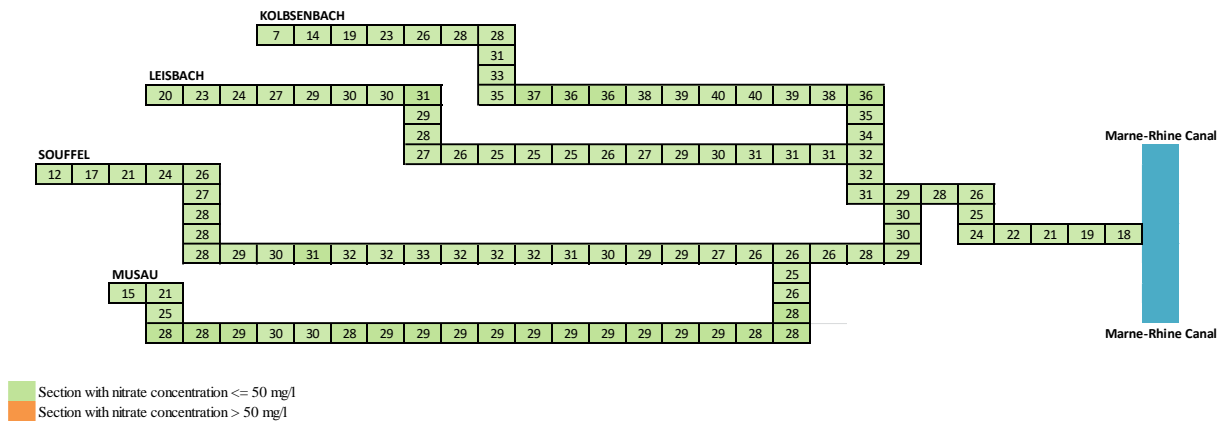 KOLBSENBACH
7 14 19 23 26 28 28
31
LEISBACH
33
20 23 24 27 29 30 30 31 35 37 36 36 38 39 40 40 39 38 36
29 35
28 34 Marne-Rhine Canal
SOUFFEL 27 26 25 25 25 26 27 29 30 31 31 31 32
12 17 21 24 26 32
27 31 29 28 26
28 30 25
28 30 24 22 21 19 18
28 29 30 31 32 32 33 32 32 32 31 30 29 29 27 26 26 26 28 29
MUSAU 25
15 21 26
25 28
28 28 29 30 30 28 29 29 29 29 29 29 29 29 29 28 28 Marne-Rhine Canal
Section with nitrate concentration <= 50 mg/l
Section with nitrate concentration > 50 mg/l